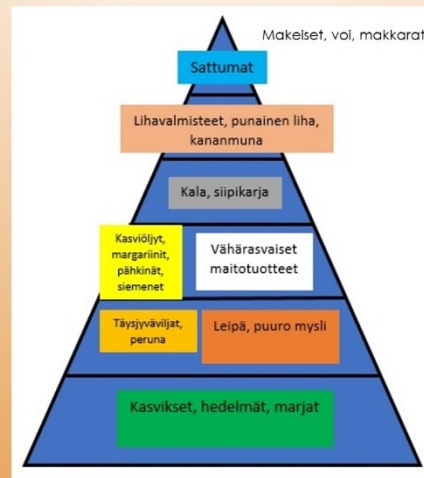 Makeiset, voi, makkarat
Sattumat
Lihavalmisteet, punainen liha,
kananmuna
Kala, siipikarja
Kasviöljyt,
margariinit,
pähkinät,
siemenet
Vähärasvaiset
maitotuotteet
Täysjyväviljat,
peruna
Leipä, puuro mysli
Kasvikset, hedelmät, marjat